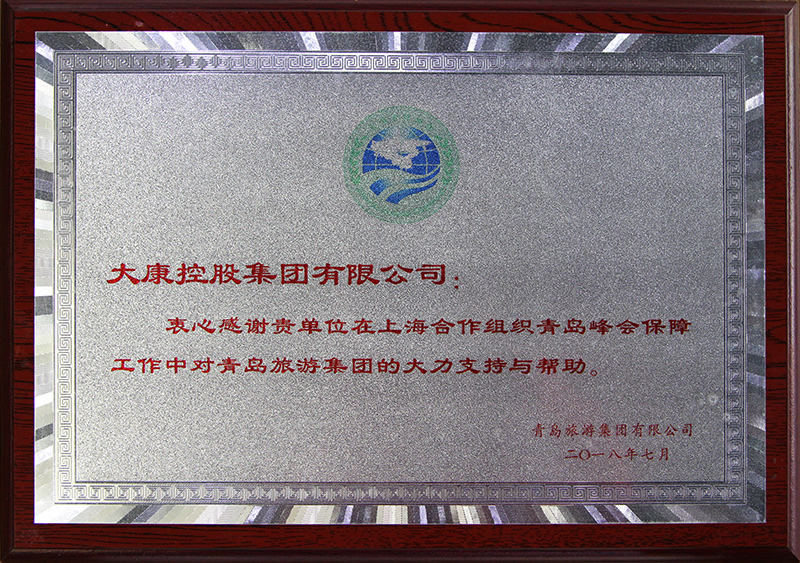 大康控股集团有限公司：
衷心感谢贵单位在上海合作组织青岛峰会保障
工作中对青岛旅游集团的大力支持与帮助。
青岛旅游集团有限公司
二〇一八年七月